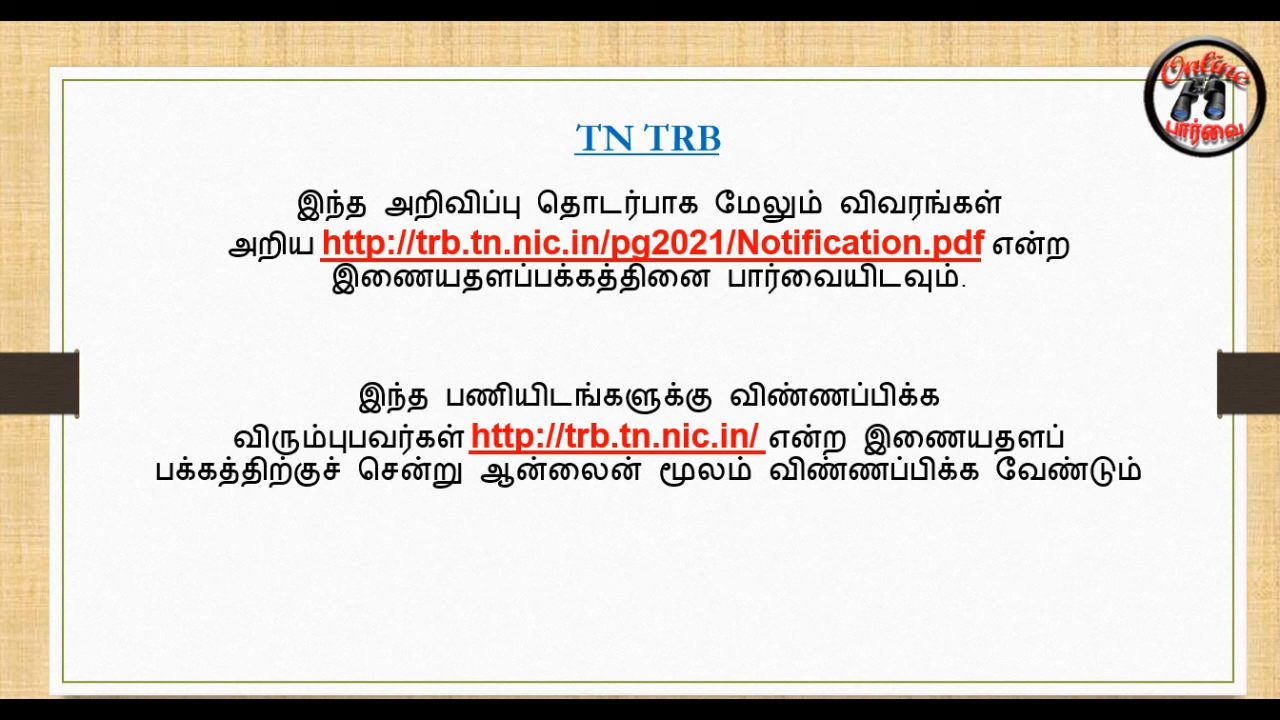 Online
பார்வை
TN TRB
இந்த அறிவிப்பு தொடர்பாக மேலும் விவரங்கள்
அறிய http://trb.tn.nic.in/pg2021/Notification.pdf என்ற
இணையதளப்பக்கத்தினை பார்வையிடவும்.
இந்த பணியிடங்களுக்கு விண்ணப்பிக்க
விரும்புபவர்கள் http://trb.tn.nic.in/ என்ற இணையதளப்
பக்கத்திற்குச் சென்று ஆன்லைன் மூலம் விண்ணப்பிக்க வேண்டும்